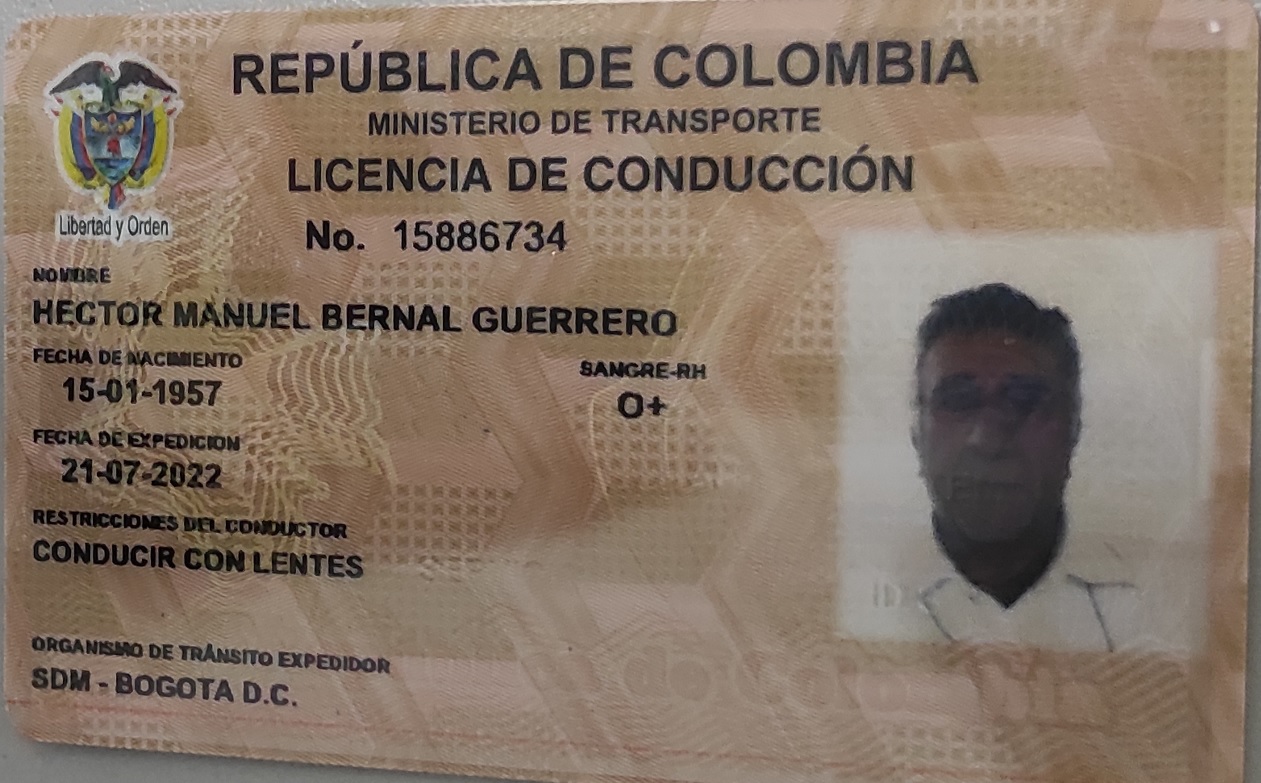 REPÚBLICA DE COLOMBIA
MINISTERIO DE TRANSPORTE
LICENCIA DE CONDUCCIÓN
Libertad y Orden
No. 15886734
NOMBRE
HECTOR MANUEL BERNAL GUERRERO
FECHA DE NACIMIENTO
15-01-1957
SANGRE-RH
O+
FECHA DE EXPEDICION
21-07-2022
RESTRICCIONES DEL CONDUCTOR
CONDUCIR CON LENTES
ORGANISMO DE TRÁNSITO EXPEDIDOR
SDM - BOGOTA D.C.